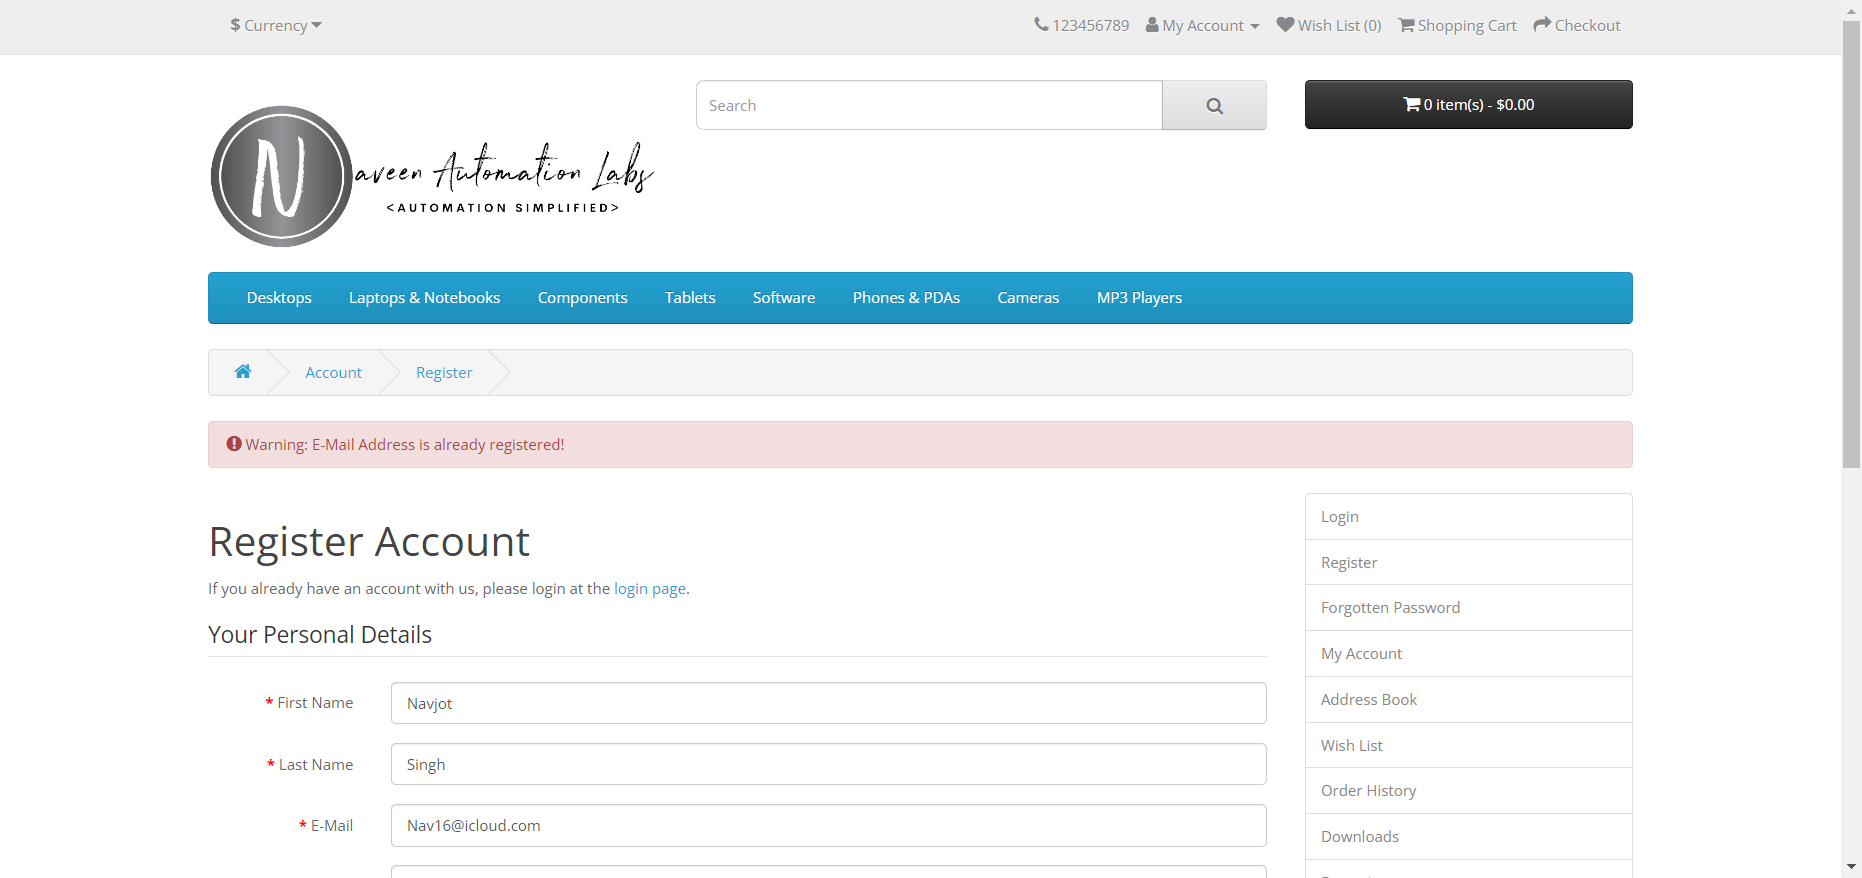 $ Currency
123456789 My Account Wish List (0) Shopping Cart Checkout
Search
0 item(s) - $0.00
N
aveen Automation Labs
<AUTOMATION SIMPLIFIED>
Desktops Laptops & Notebooks Components Tablets Software Phones & PDAs Cameras MP3 Players
Account Register
Warning: E-Mail Address is already registered!
Register Account
If you already have an account with us, please login at the login page.
Your Personal Details
* First Name Navjot
* Last Name Singh
* E-Mail Nav16@icloud.com
Login
Register
Forgotten Password
My Account
Address Book
Wish List
Order History
Downloads